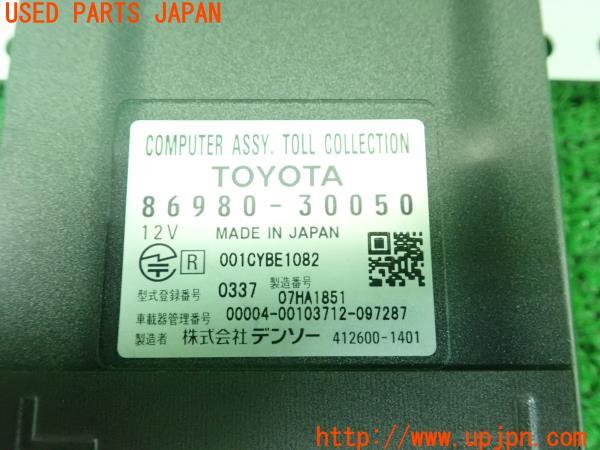 USED PARTS JAPAN
COMPUTER ASSY. TOLL COLLECTION
TOYOTA
86980-30050
12V MADE IN JAPAN
R 001CYBE1082
型式登録番号 0337 製造番号 07HA1851
車載器管理番号 00004-00103712-097287
製造者 株式会社デンソー 412600-1401
http://www.upjpn.com